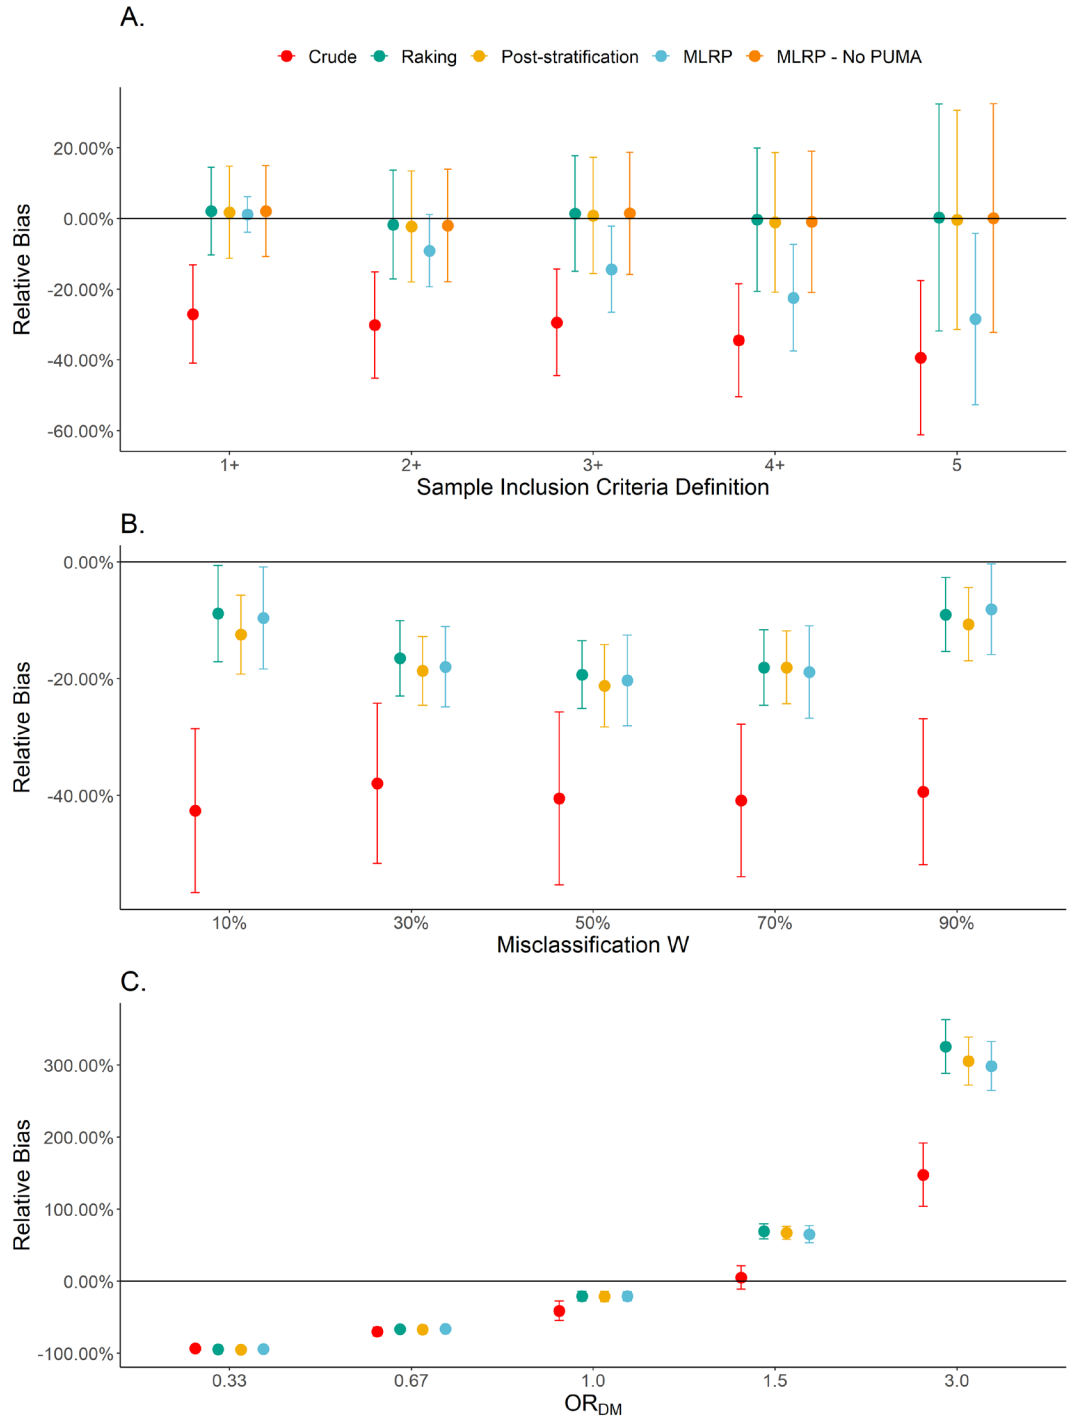 A.
Crude Raking Post-stratification MLRP MLRP - No PUMA
20.00%
0.00%
-20.00%
-40.00%
-60.00%
Relative Bias
1+ 2+ 3+ 4+ 5
Sample Inclusion Criteria Definition
B.
0.00%
-20.00%
-40.00%
Relative Bias
10% 30% 50% 70% 90%
Misclassification W
C.
300.00%
200.00%
100.00%
0.00%
-100.00%
Relative Bias
0.33 0.67 1.0 1.5 3.0
OR_DM